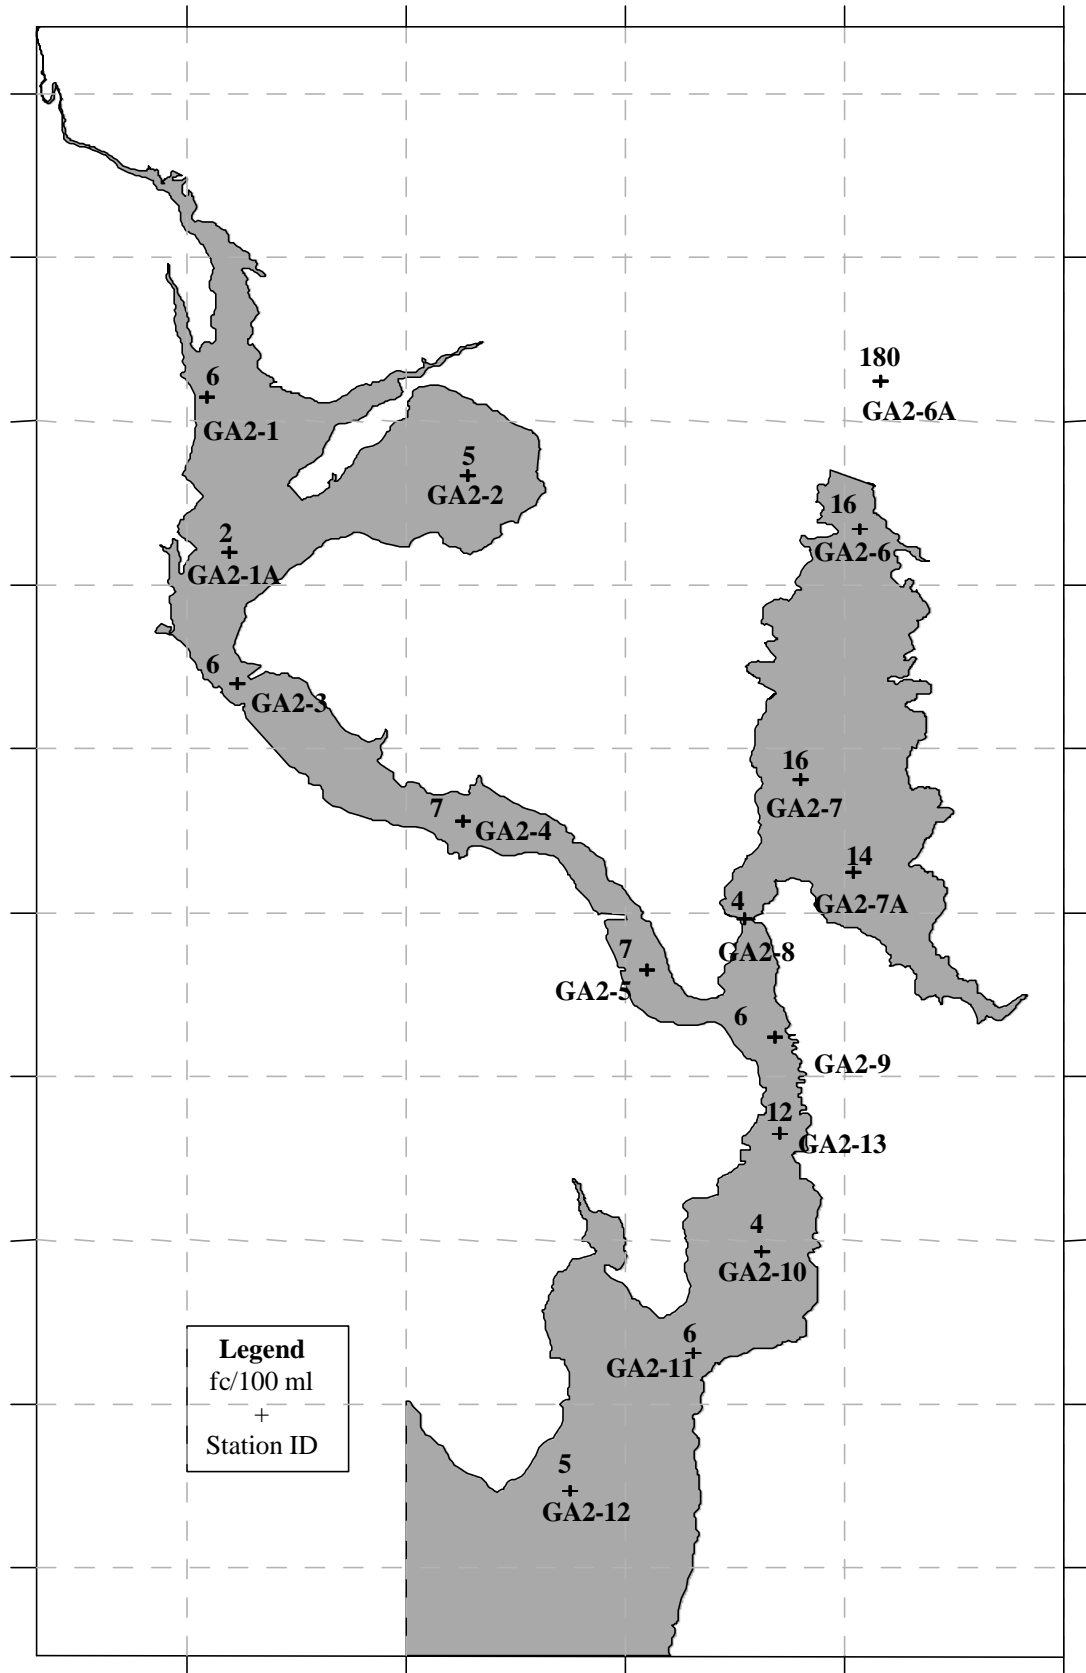 180
GA2-6A
6
GA2-1
5
GA2-2
16
GA2-6
2
GA2-1A
6
GA2-3
16
GA2-7
7
GA2-4
14
GA2-7A
4
GA2-8
7
GA2-5
6
GA2-9
12
GA2-13
4
GA2-10
6
GA2-11
Legend
fc/100 ml
+
Station ID
5
GA2-12